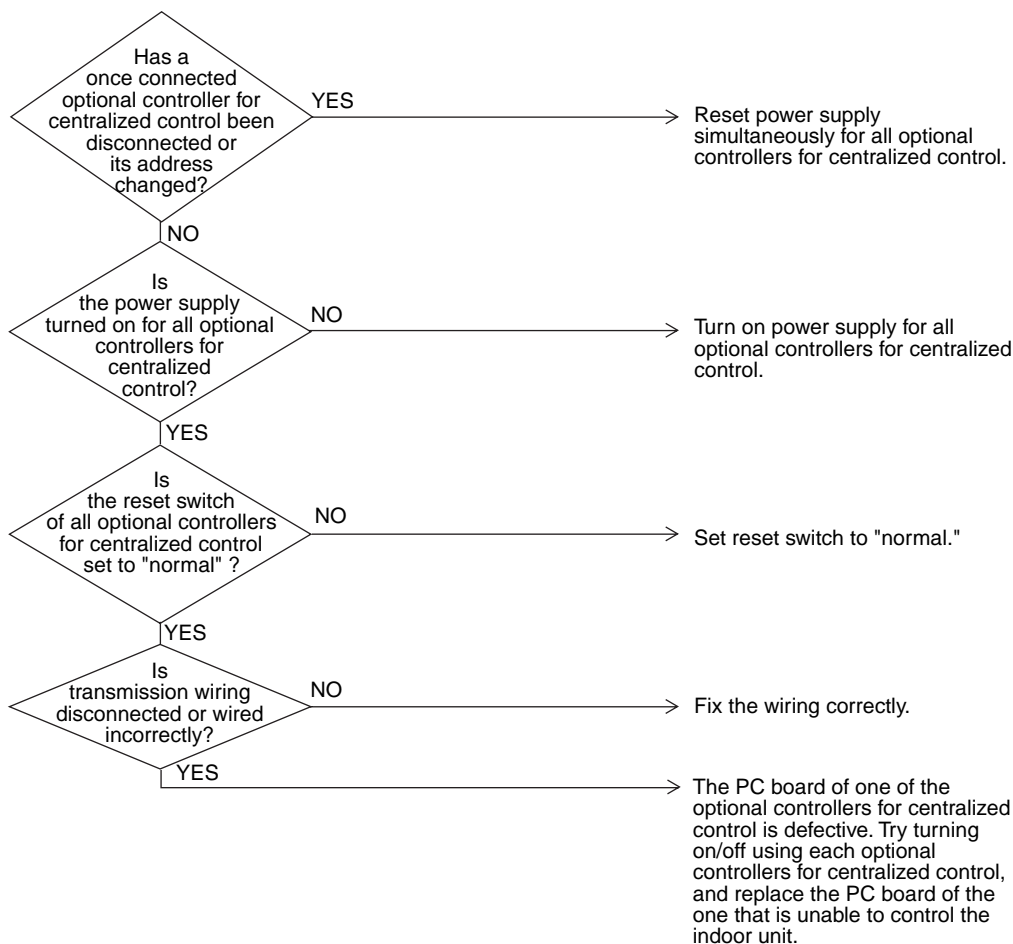 Has a
once connected
optional controller for
centralized control been
disconnected or
its address
changed?
YES
Reset power supply
simultaneously for all optional
controllers for centralized control.
NO
Is
the power supply
turned on for all optional
controllers for
centralized
control?
NO
Turn on power supply for all
optional controllers for centralized
control.
YES
Is
the reset switch
of all optional controllers
for centralized control
set to "normal" ?
NO
Set reset switch to "normal."
YES
Is
transmission wiring
disconnected or wired
incorrectly?
NO
Fix the wiring correctly.
YES
The PC board of one of the
optional controllers for centralized
control is defective. Try turning
on/off using each optional
controllers for centralized control,
and replace the PC board of the
one that is unable to control the
indoor unit.